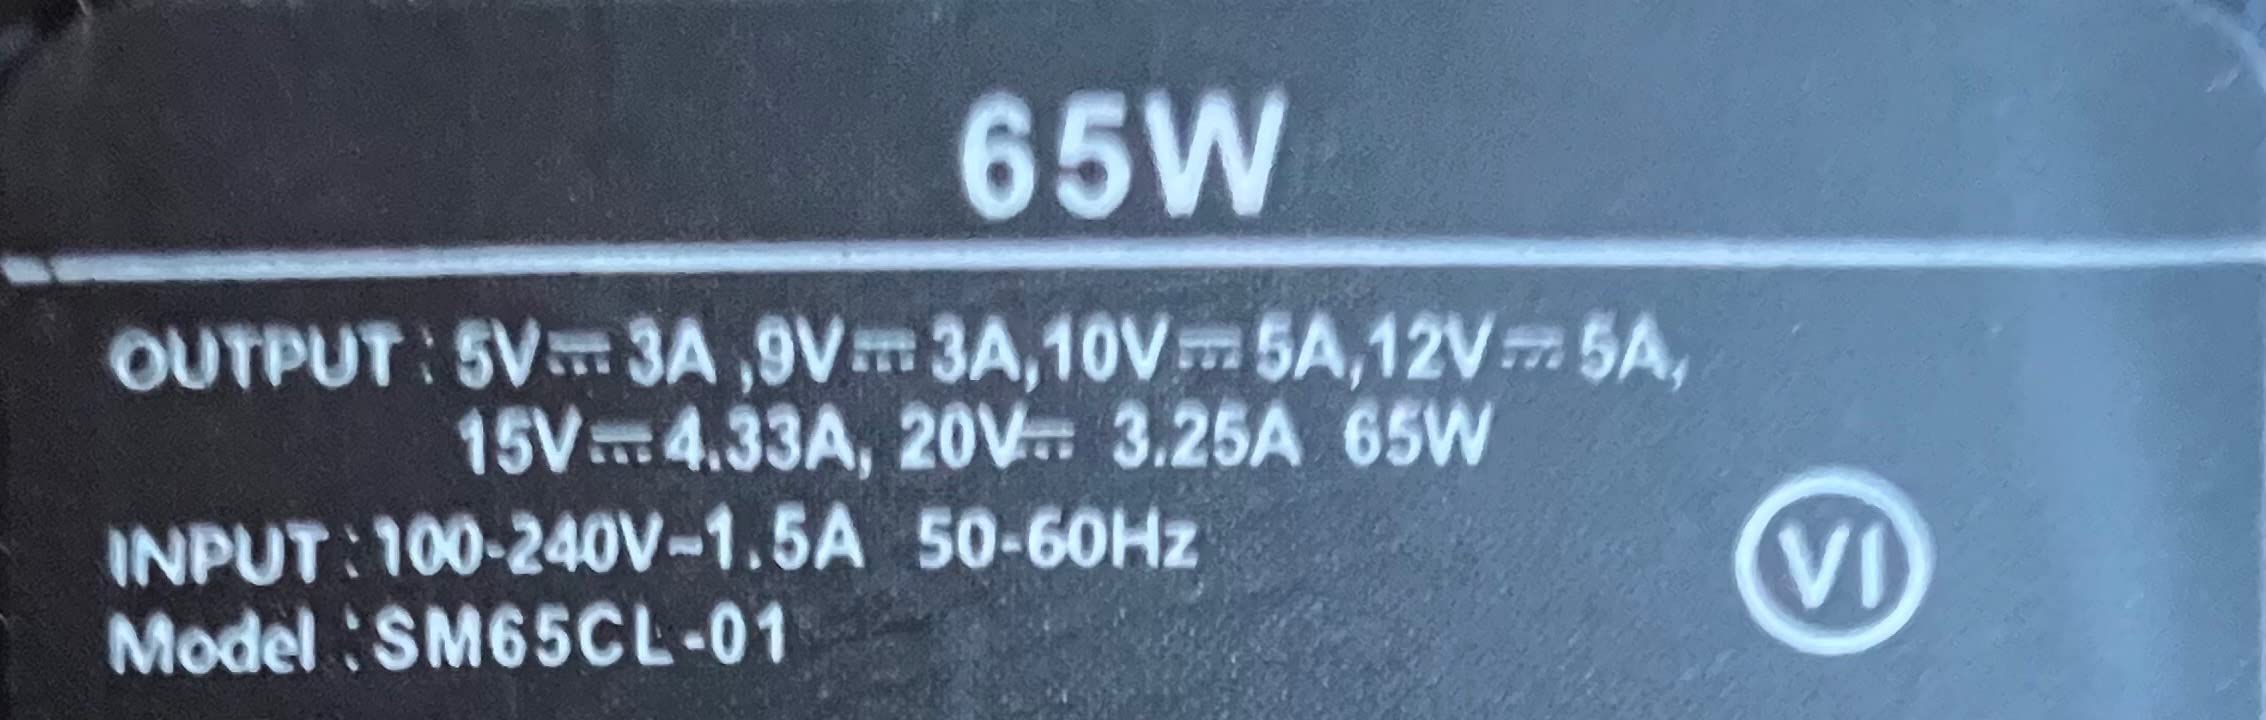 65W
OUTPUT : 5V⎓3A ,9V⎓3A,10V⎓5A,12V⎓5A,
15V⎓4.33A, 20V⎓ 3.25A 65W
INPUT : 100-240V~1.5A 50-60Hz
VI
Model : SM65CL-01